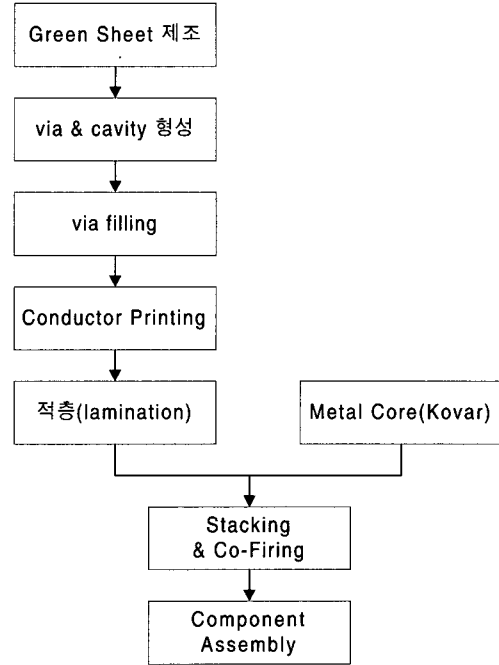 Green Sheet 제조
via & cavity 형성
via filling
Conductor Printing
적층(lamination)
Metal Core(Kovar)
Stacking
& Co-Firing
Component
Assembly